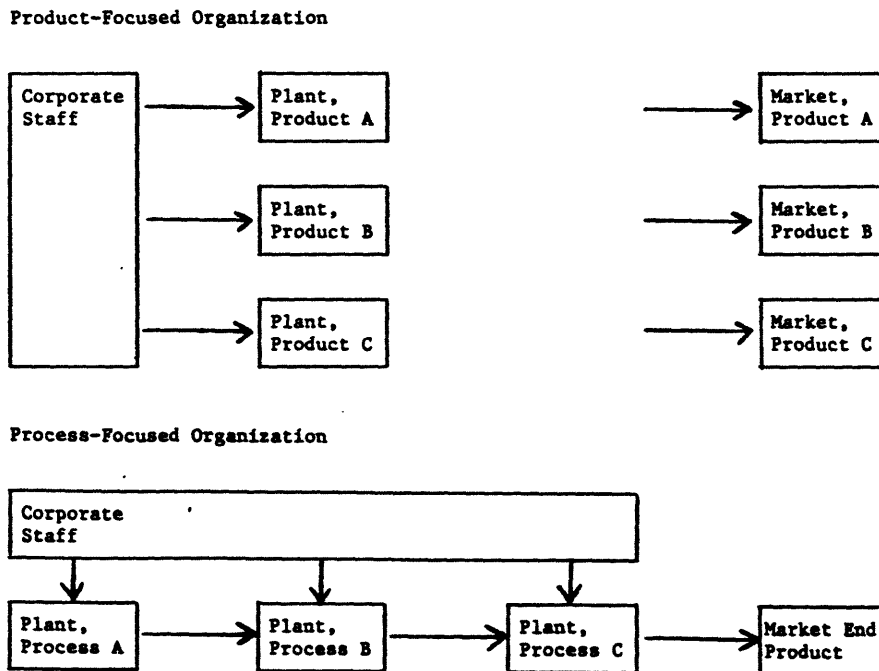 Product-Focused Organization
Corporate
Staff
Plant,
Product A
Market,
Product A
Plant,
Product B
Market,
Product B
Plant,
Product C
Market,
Product C
Process-Focused Organization
Corporate
Staff
Plant,
Process A
Plant,
Process B
Plant,
Process C
Market End
Product